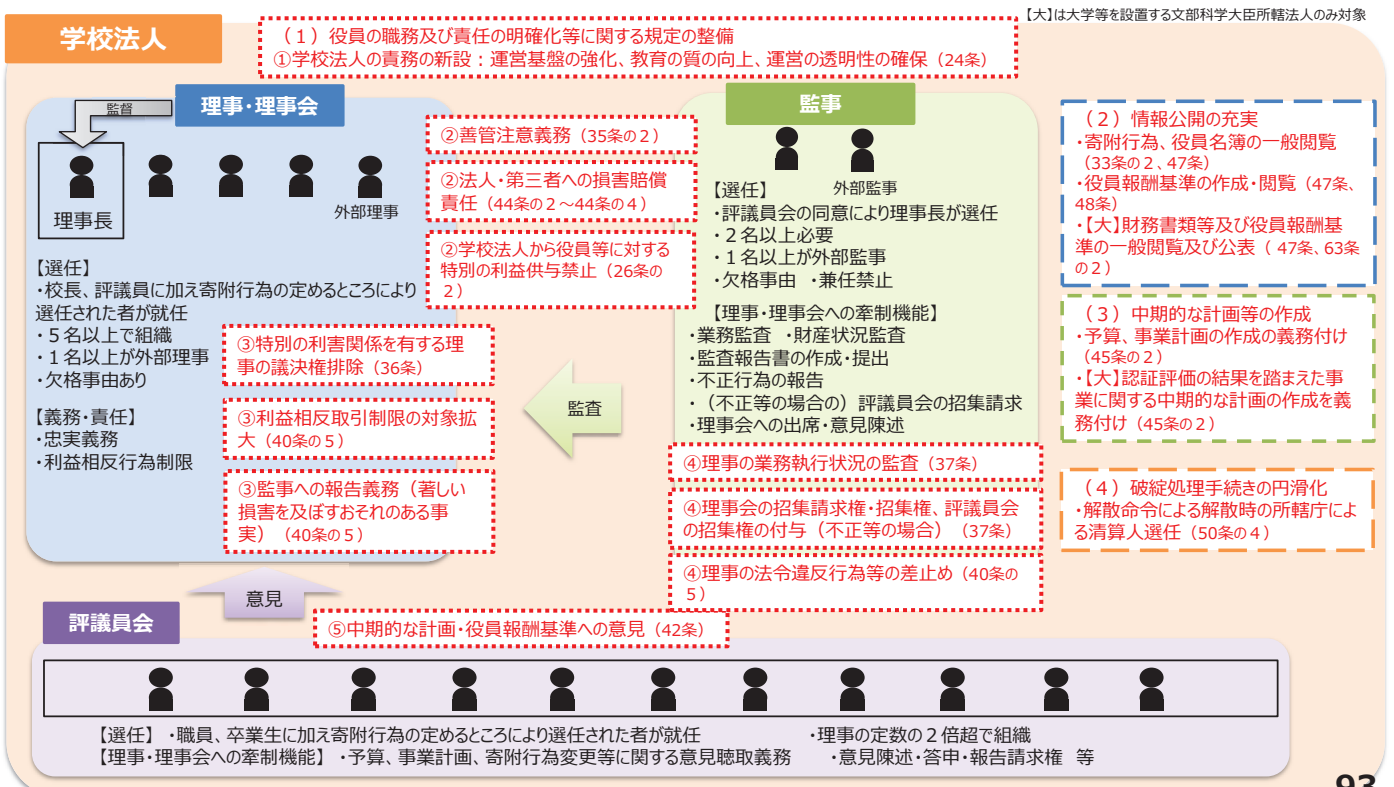 【大】は大学等を設置する文部科学大臣所轄法人のみ対象
学校法人
（１）役員の職務及び責任の明確化等に関する規定の整備
①学校法人の責務の新設：運営基盤の強化、教育の質の向上、運営の透明性の確保（24条）
監督
理事・理事会
理事長
外部理事
【選任】
・校長、評議員に加え寄附行為の定めるところにより
選任された者が就任
・５名以上で組織
・１名以上が外部理事
・欠格事由あり
【義務・責任】
・忠実義務
・利益相反行為制限
②善管注意義務（35条の２）
②法人・第三者への損害賠償
責任（44条の２～44条の４）
②学校法人から役員等に対する
特別の利益供与禁止（26条の
２）
③特別の利害関係を有する理
事の議決権排除（36条）
③利益相反取引制限の対象拡
大（40条の５）
③監事への報告義務（著しい
損害を及ぼすおそれのある事
実）（40条の５）
監査
監事
外部監事
【選任】
・評議員会の同意により理事長が選任
・２名以上必要
・１名以上が外部監事
・欠格事由　・兼任禁止
【理事・理事会への牽制機能】
・業務監査　・財産状況監査
・監査報告書の作成・提出
・不正行為の報告
・（不正等の場合の）評議員会の招集請求
・理事会への出席・意見陳述
④理事の業務執行状況の監査（37条）
④理事会の招集請求権・招集権、評議員会
の招集権の付与（不正等の場合）（37条）
④理事の法令違反行為等の差止め（40条の
５）
（２）情報公開の充実
・寄附行為、役員名簿の一般閲覧
（33条の２、47条）
・役員報酬基準の作成・閲覧（47条、
48条）
・【大】財務書類等及び役員報酬基
準の一般閲覧及び公表（ 47条、63条
の２）
（３）中期的な計画等の作成
・予算、事業計画の作成の義務付け
（45条の２）
・【大】認証評価の結果を踏まえた事
業に関する中期的な計画の作成を義
務付け（45条の２）
（４）破綻処理手続きの円滑化
・解散命令による解散時の所轄庁によ
る清算人選任（50条の４）
意見
評議員会
⑤中期的な計画・役員報酬基準への意見（42条）
【選任】・職員、卒業生に加え寄附行為の定めるところにより選任された者が就任　・理事の定数の２倍超で組織
【理事・理事会への牽制機能】・予算、事業計画、寄附行為変更等に関する意見聴取義務　・意見陳述・答申・報告請求権　等
93